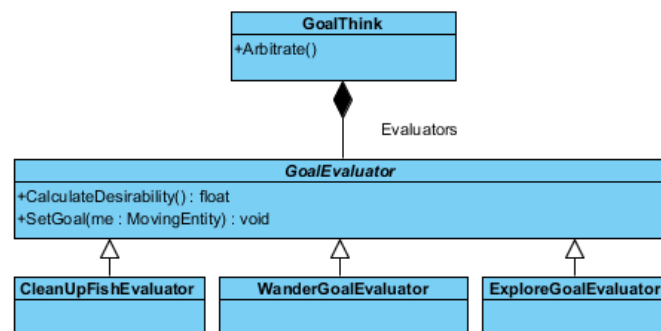 GoalThink
+Arbitrate()
Evaluators
GoalEvaluator
+CalculateDesirability() : float
+SetGoal(me : MovingEntity) : void
CleanUpFishEvaluator
WanderGoalEvaluator
ExploreGoalEvaluator